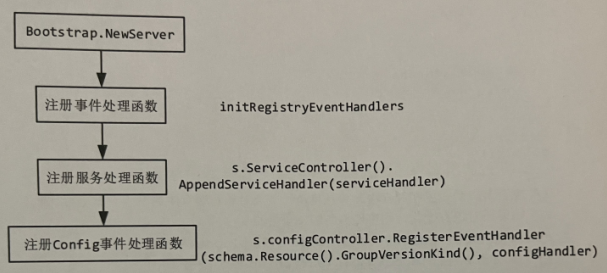 Bootstrap.NewServer
注册事件处理函数
initRegistryEventHandlers
注册服务处理函数
s.ServiceController().
AppendServiceHandler(serviceHandler)
注册Config事件处理函数
s.configController.RegisterEventHandler
(schema.Resource().GroupVersionKind(), configHandler)